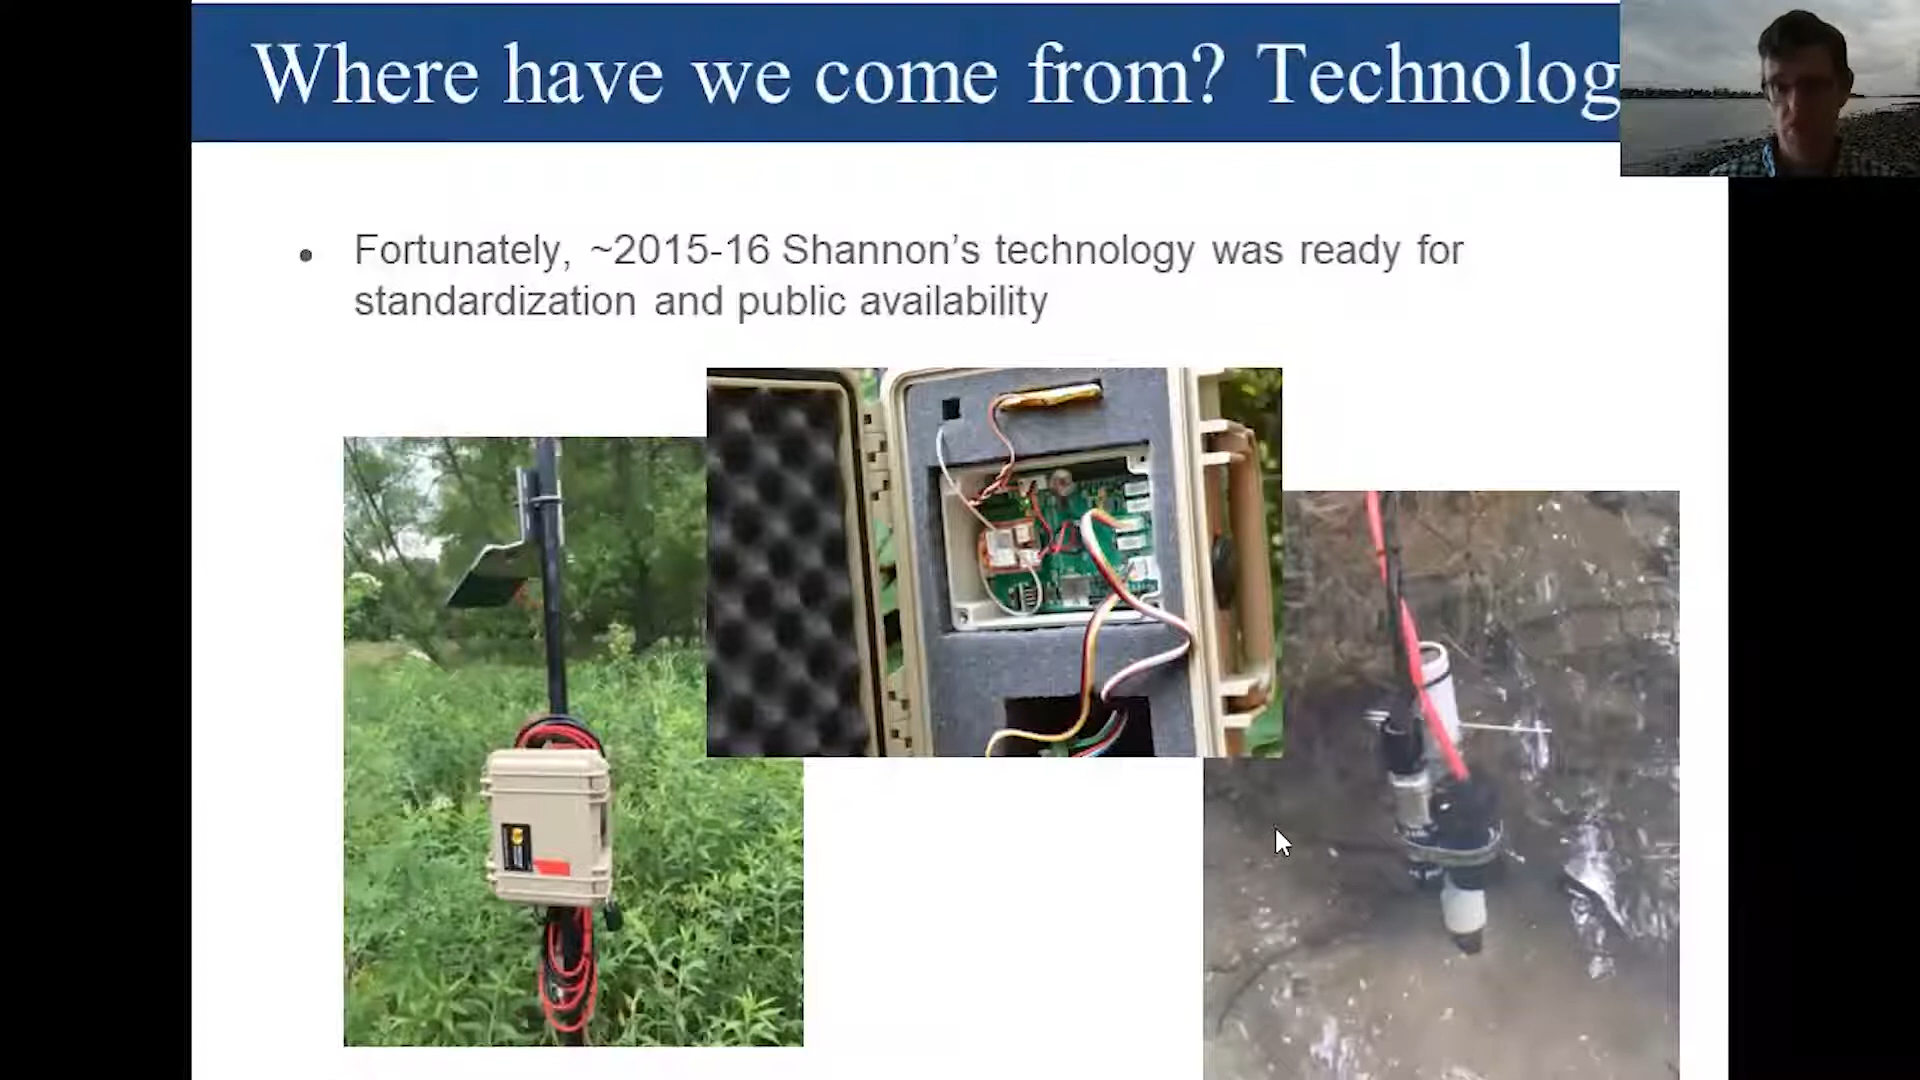 Where have we come from? Technolog
• Fortunately, ~2015-16 Shannon's technology was ready for
standardization and public availability